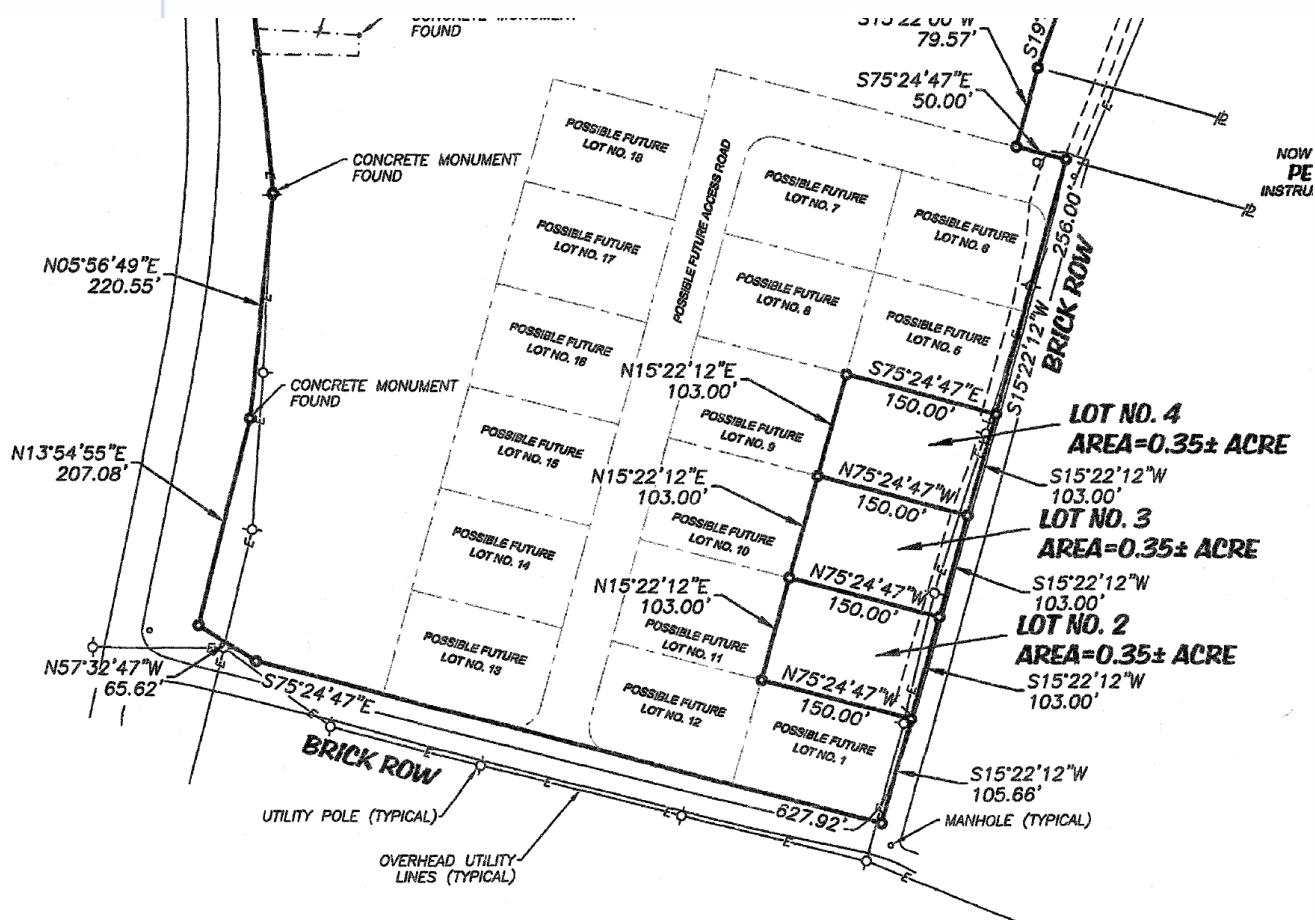 CONCRETE MONUMENT
FOUND
S15°22'00"W
79.57'
S19°
S75°24'47"E
50.00'
NOW
PE
INSTRU
POSSIBLE FUTURE
LOT NO. 18
POSSIBLE FUTURE
LOT NO. 17
POSSIBLE FUTURE
LOT NO. 16
POSSIBLE FUTURE
LOT NO. 15
POSSIBLE FUTURE
LOT NO. 14
POSSIBLE FUTURE
LOT NO. 13
POSSIBLE FUTURE ACCESS ROAD
POSSIBLE FUTURE
LOT NO. 7
POSSIBLE FUTURE
LOT NO. 6
POSSIBLE FUTURE
LOT NO. 8
POSSIBLE FUTURE
LOT NO. 5
POSSIBLE FUTURE
LOT NO. 9
POSSIBLE FUTURE
LOT NO. 10
POSSIBLE FUTURE
LOT NO. 11
POSSIBLE FUTURE
LOT NO. 12
POSSIBLE FUTURE
LOT NO. 1
CONCRETE MONUMENT
FOUND
N05°56'49"E
220.55'
CONCRETE MONUMENT
FOUND
N13°54'55"E
207.08'
N57°32'47"W
65.62'
S75°24'47"E
627.92'
BRICK ROW
UTILITY POLE (TYPICAL)
OVERHEAD UTILITY
LINES (TYPICAL)
MANHOLE (TYPICAL)
S15°22'12"W
256.00'
BRICK ROW
N15°22'12"E
103.00'
S75°24'47"E
150.00'
LOT NO. 4
AREA=0.35± ACRE
S15°22'12"W
103.00'
N15°22'12"E
103.00'
N75°24'47"W
150.00'
LOT NO. 3
AREA=0.35± ACRE
S15°22'12"W
103.00'
N15°22'12"E
103.00'
N75°24'47"W
150.00'
LOT NO. 2
AREA=0.35± ACRE
S15°22'12"W
103.00'
N75°24'47"W
150.00'
S15°22'12"W
105.66'